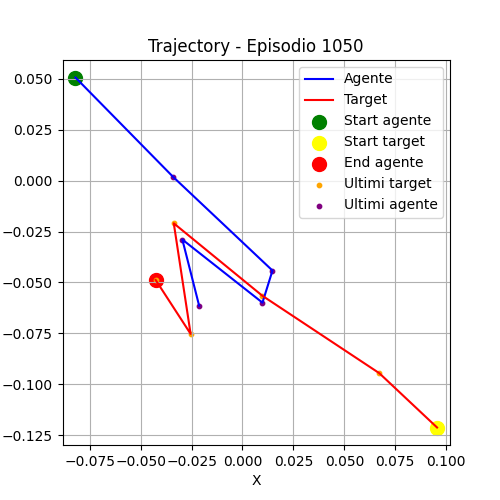 Trajectory - Episodio 1050
Agente
Target
Start agente
Start target
End agente
Ultimi target
Ultimi agente
0.050
0.025
0.000
−0.025
−0.050
−0.075
−0.100
−0.125
−0.075 −0.050 −0.025 0.000 0.025 0.050 0.075 0.100
X